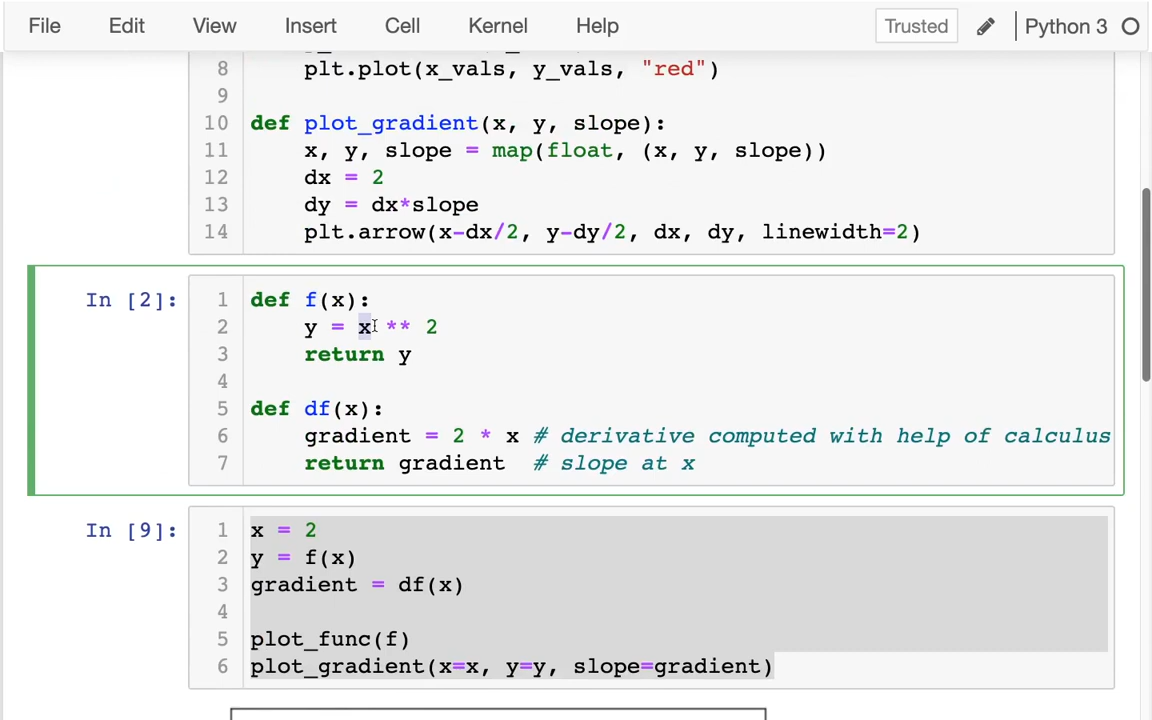 File Edit View Insert Cell Kernel Help Trusted Python 3
8 plt.plot(x_vals, y_vals, "red")
9
10 def plot_gradient(x, y, slope):
11 x, y, slope = map(float, (x, y, slope))
12 dx = 2
13 dy = dx*slope
14 plt.arrow(x-dx/2, y-dy/2, dx, dy, linewidth=2)
In [2]: 1 def f(x):
2 y = x ** 2
3 return y
4
5 def df(x):
6 gradient = 2 * x # derivative computed with help of calculus
7 return gradient # slope at x
In [9]: 1 x = 2
2 y = f(x)
3 gradient = df(x)
4
5 plot_func(f)
6 plot_gradient(x=x, y=y, slope=gradient)